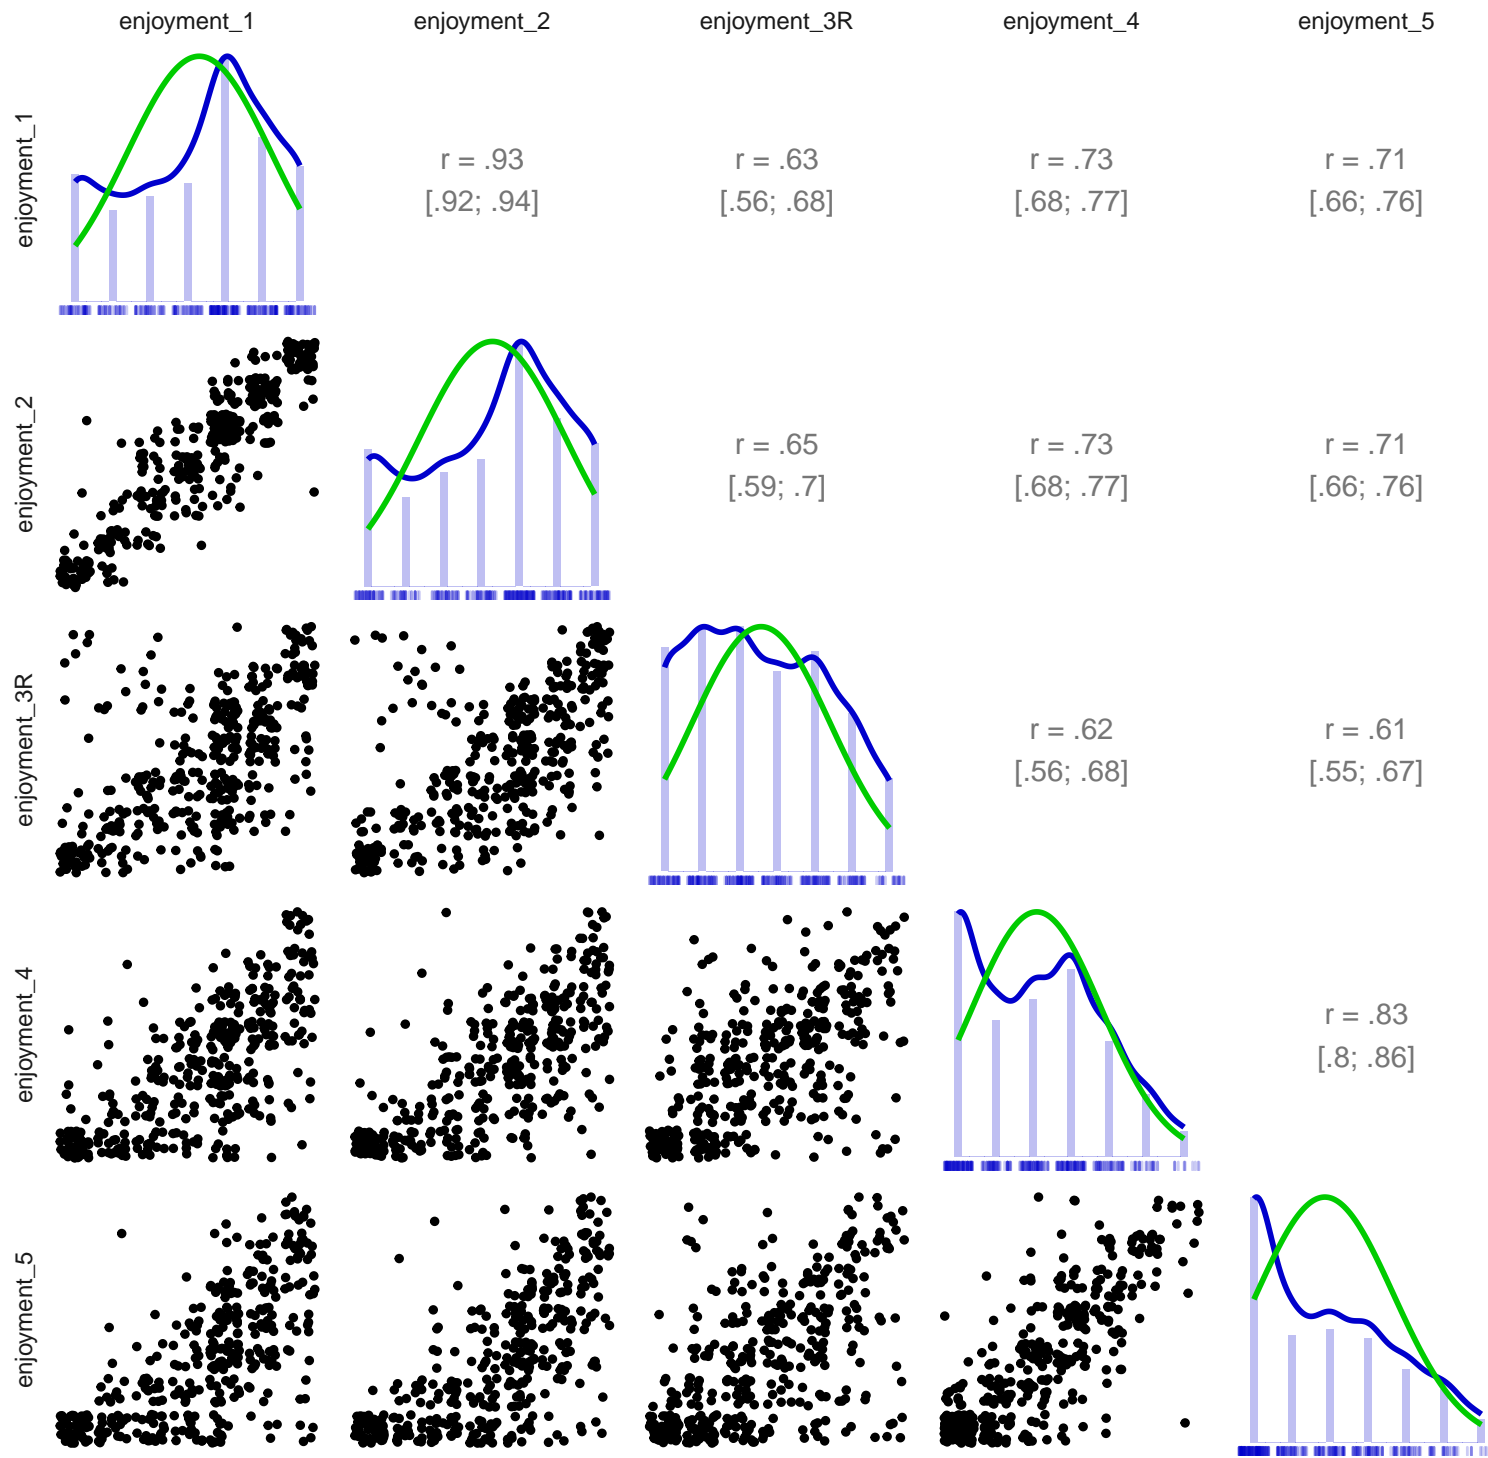 enjoyment_1
enjoyment_2
enjoyment_3R
enjoyment_4
enjoyment_5
enjoyment_1
r = .93
[.92; .94]
r = .63
[.56; .68]
r = .73
[.68; .77]
r = .71
[.66; .76]
enjoyment_2
r = .65
[.59; .7]
r = .73
[.68; .77]
r = .71
[.66; .76]
enjoyment_3R
r = .62
[.56; .68]
r = .61
[.55; .67]
enjoyment_4
r = .83
[.8; .86]
enjoyment_5